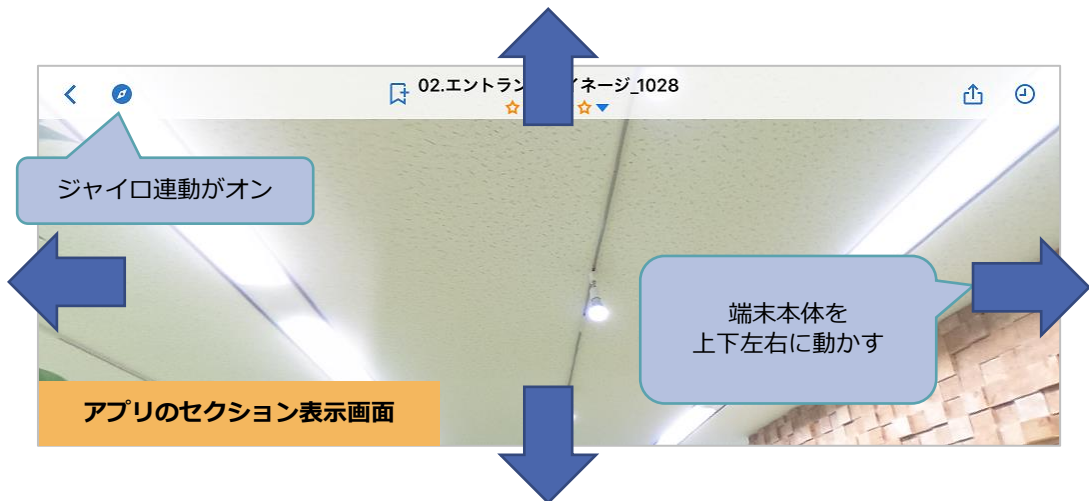 02.エントラン イネージ_1028
ジャイロ連動がオン
端末本体を
上下左右に動かす
アプリのセクション表示画面